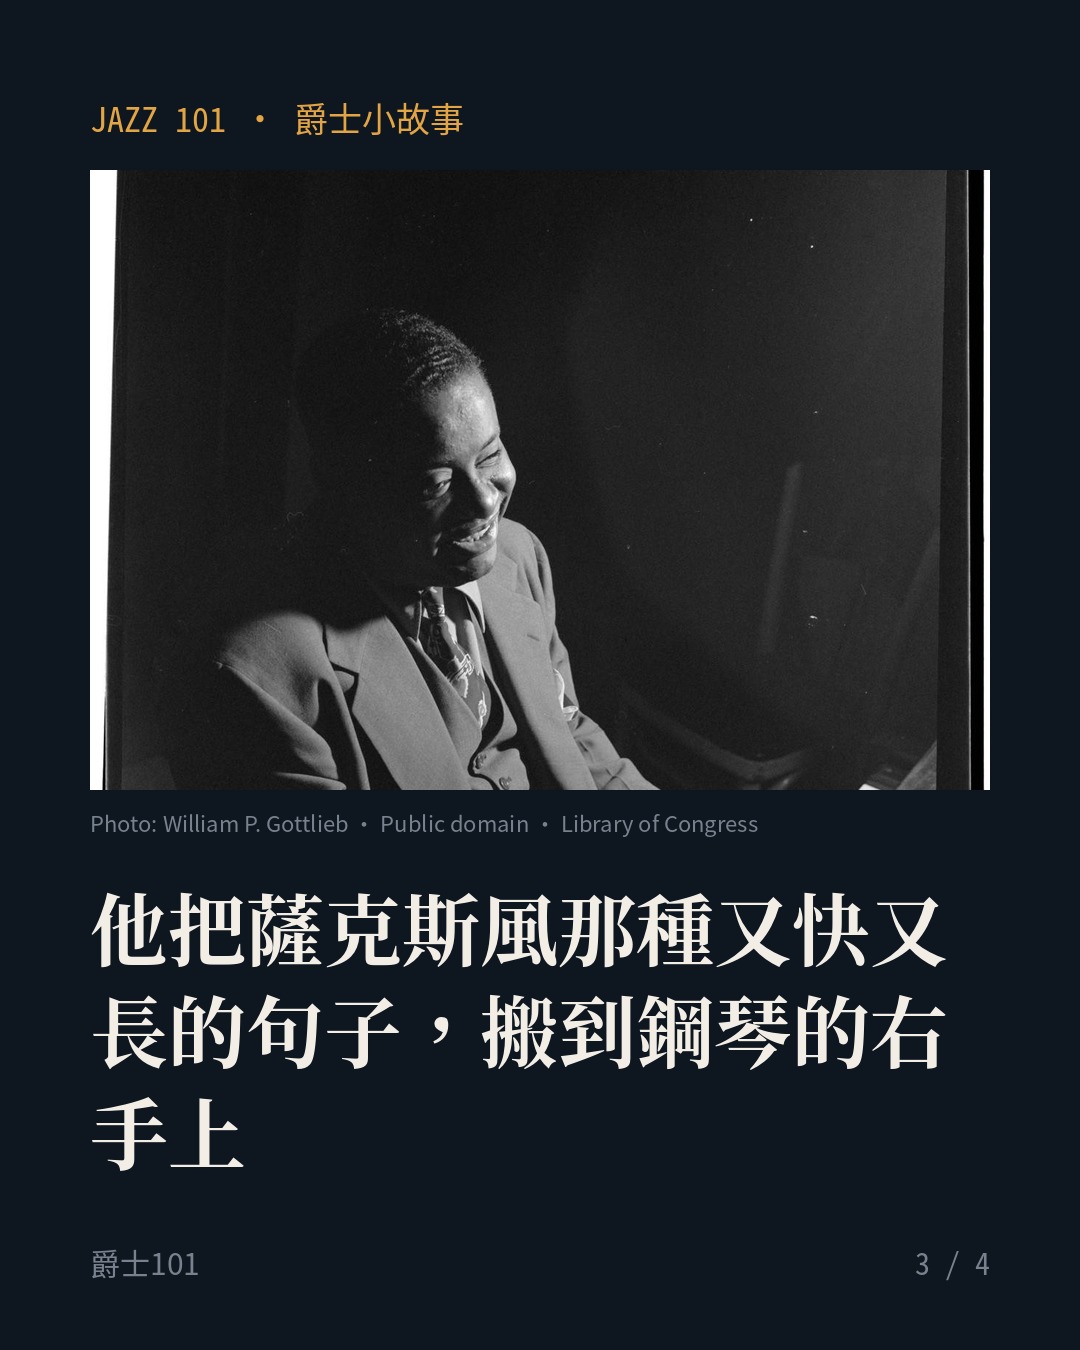 JAZZ 101 · 爵士小故事
Photo: William P. Gottlieb · Public domain · Library of Congress
他把薩克斯風那種又快又
長的句子，搬到鋼琴的右
手上
爵士101
3 / 4